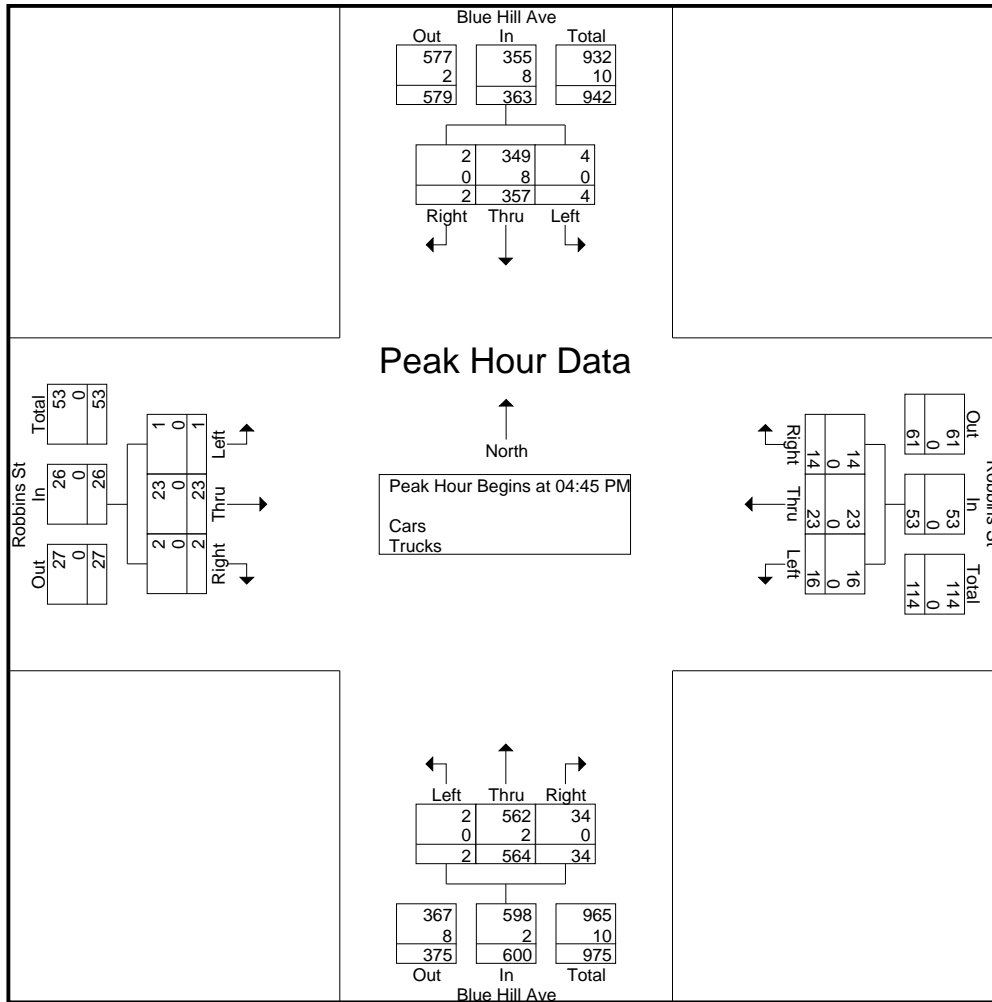 Blue Hill Ave
Out In Total
577 355 932
2 8 10
579 363 942
2 349 4
0 8 0
2 357 4
Right Thru Left
Peak Hour Data
North
Peak Hour Begins at 04:45 PM
Cars
Trucks
Robbins St
Total In Out
53 26 27
0 0 0
53 26 27
Left Thru Right
1 23 2
0 0 0
1 23 2
Robbins St
Out In Total
61 53 114
0 0 0
61 53 114
14 23 16
0 0 0
14 23 16
Right Thru Left
Left Thru Right
2 562 34
0 2 0
2 564 34
367 598 965
8 2 10
375 600 975
Out In Total
Blue Hill Ave